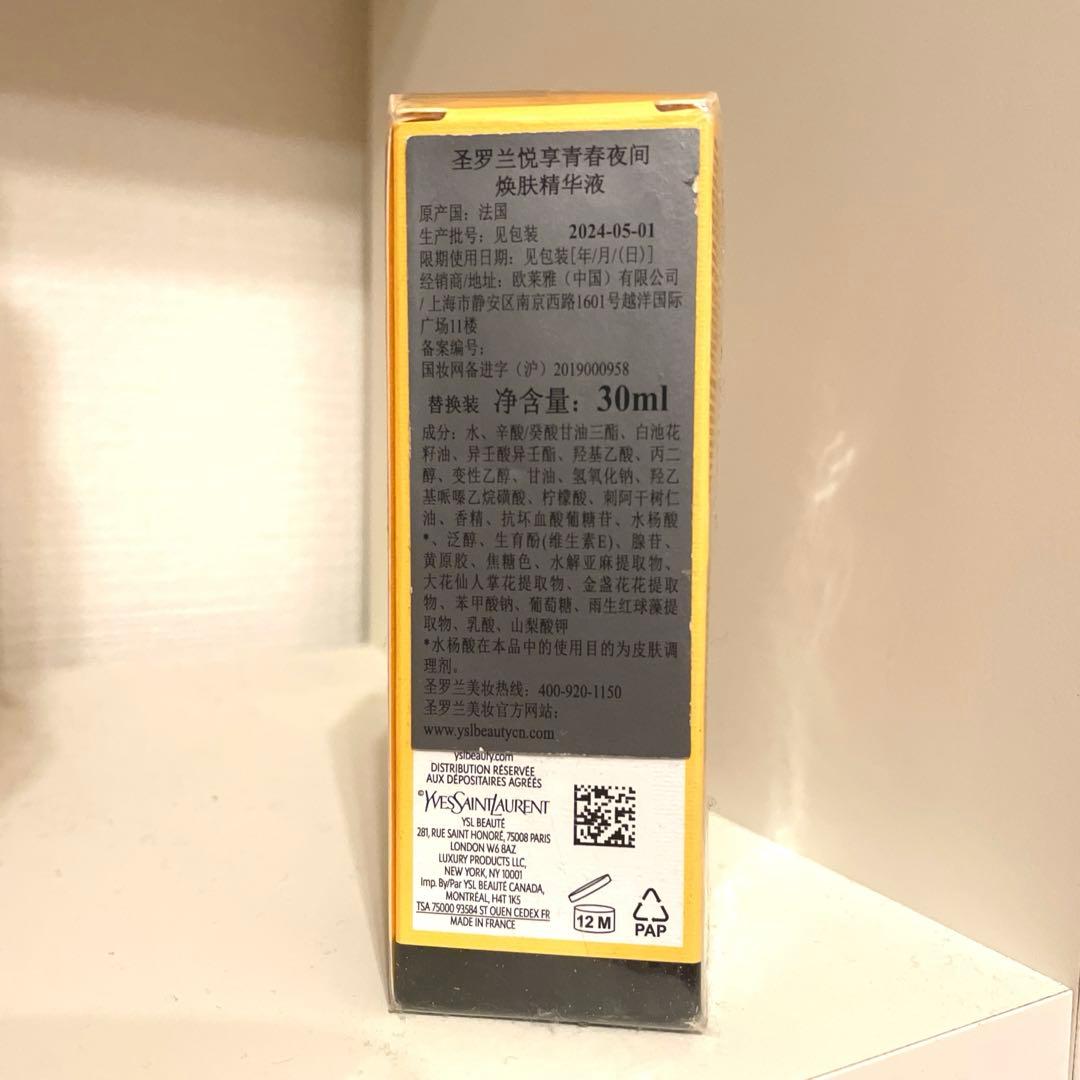 圣罗兰悦享青春夜间
焕肤精华液
原产国：法国
生产批号：见包装 2024-05-01
限期使用日期：见包装[年/月/(日)]
经销商/地址：欧莱雅（中国）有限公司
/上海市静安区南京西路1601号越洋国际
广场11楼
备案编号：
国妆网备进字（沪）2019000958
替换装 净含量：30ml
成分：水、辛酸/癸酸甘油三酯、白池花
籽油、异壬酸异壬酯、羟基乙酸、丙二
醇、变性乙醇、甘油、氢氧化钠、羟乙
基哌嗪乙烷磺酸、柠檬酸、刺阿干树仁
油、香精、抗坏血酸葡糖苷、水杨酸
*、泛醇、生育酚(维生素E)、腺苷、
黄原胶、焦糖色、水解亚麻提取物、
大花仙人掌花提取物、金盏花花提取
物、苯甲酸钠、葡萄糖、雨生红球藻提
取物、乳酸、山梨酸钾
*水杨酸在本品中的使用目的为皮肤调
理剂。
圣罗兰美妆热线：400-920-1150
圣罗兰美妆官方网站：
www.yslbeautycn.com
yslbeauty.com
DISTRIBUTION RÉSERVÉE
AUX DÉPOSITAIRES AGRÉÉS
©YVESSAINTLAURENT
YSL BEAUTÉ
281, RUE SAINT HONORÉ, 75008 PARIS
LONDON W6 8AZ
LUXURY PRODUCTS LLC,
NEW YORK, NY 10001
Imp. By/Par YSL BEAUTÉ CANADA,
MONTRÉAL, H4T 1K5
TSA 75000 93584 ST OUEN CEDEX FR
MADE IN FRANCE
12 M
PAP